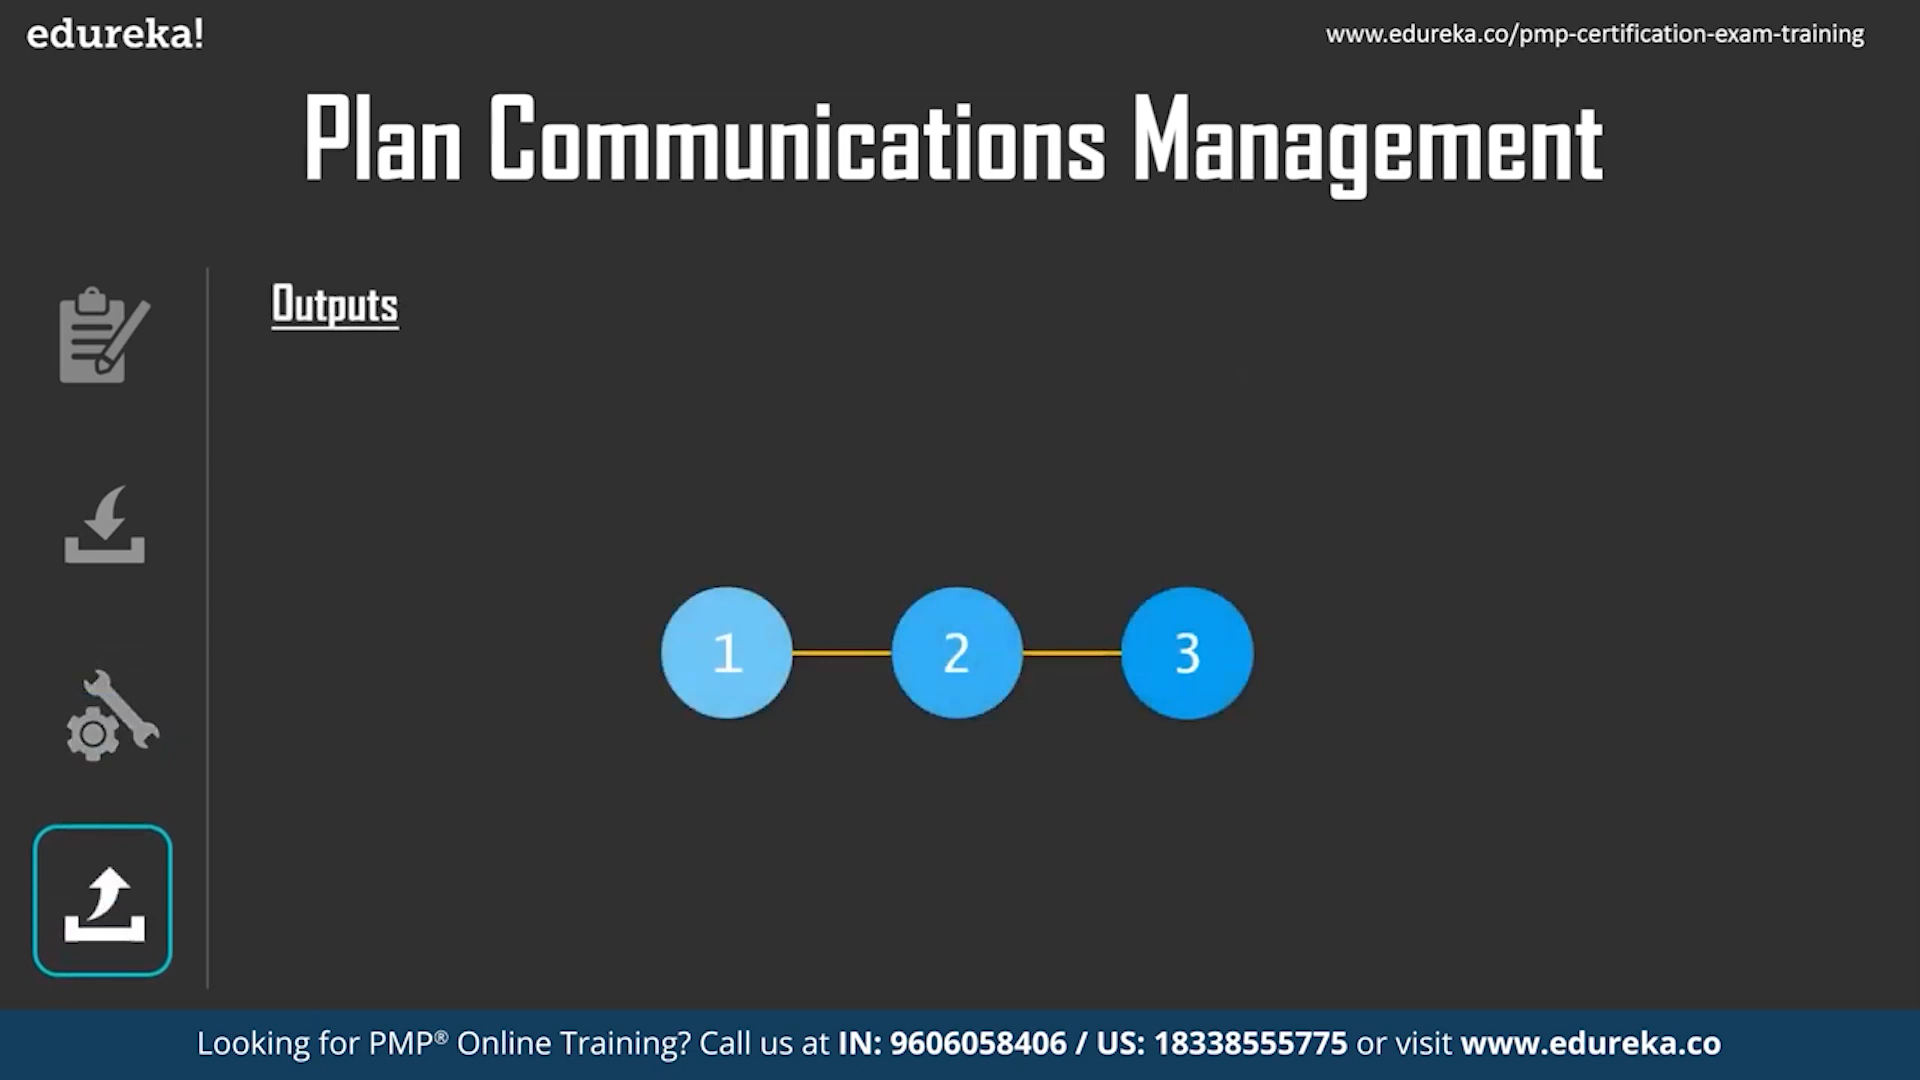 edureka!
www.edureka.co/pmp-certification-exam-training
Plan Communications Management
Outputs
1 2 3
Looking for PMP® Online Training? Call us at IN: 9606058406 / US: 18338555775 or visit www.edureka.co